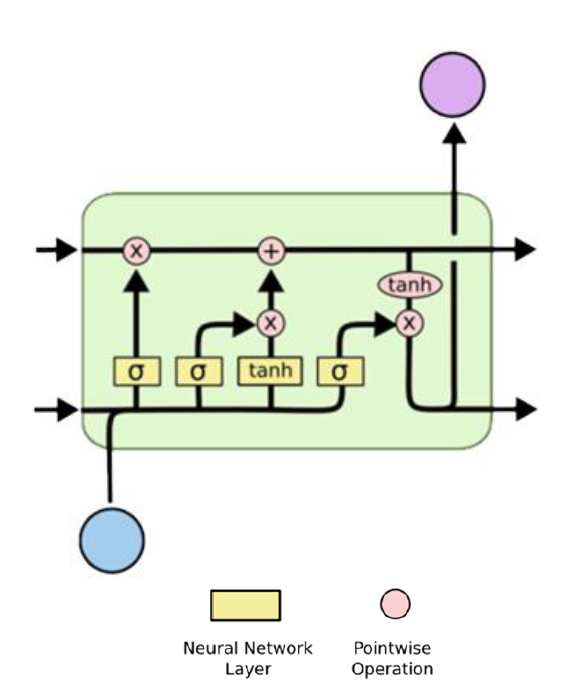 x
+
tanh
x
x
σ
σ
tanh
σ
Neural Network
Layer
Pointwise
Operation